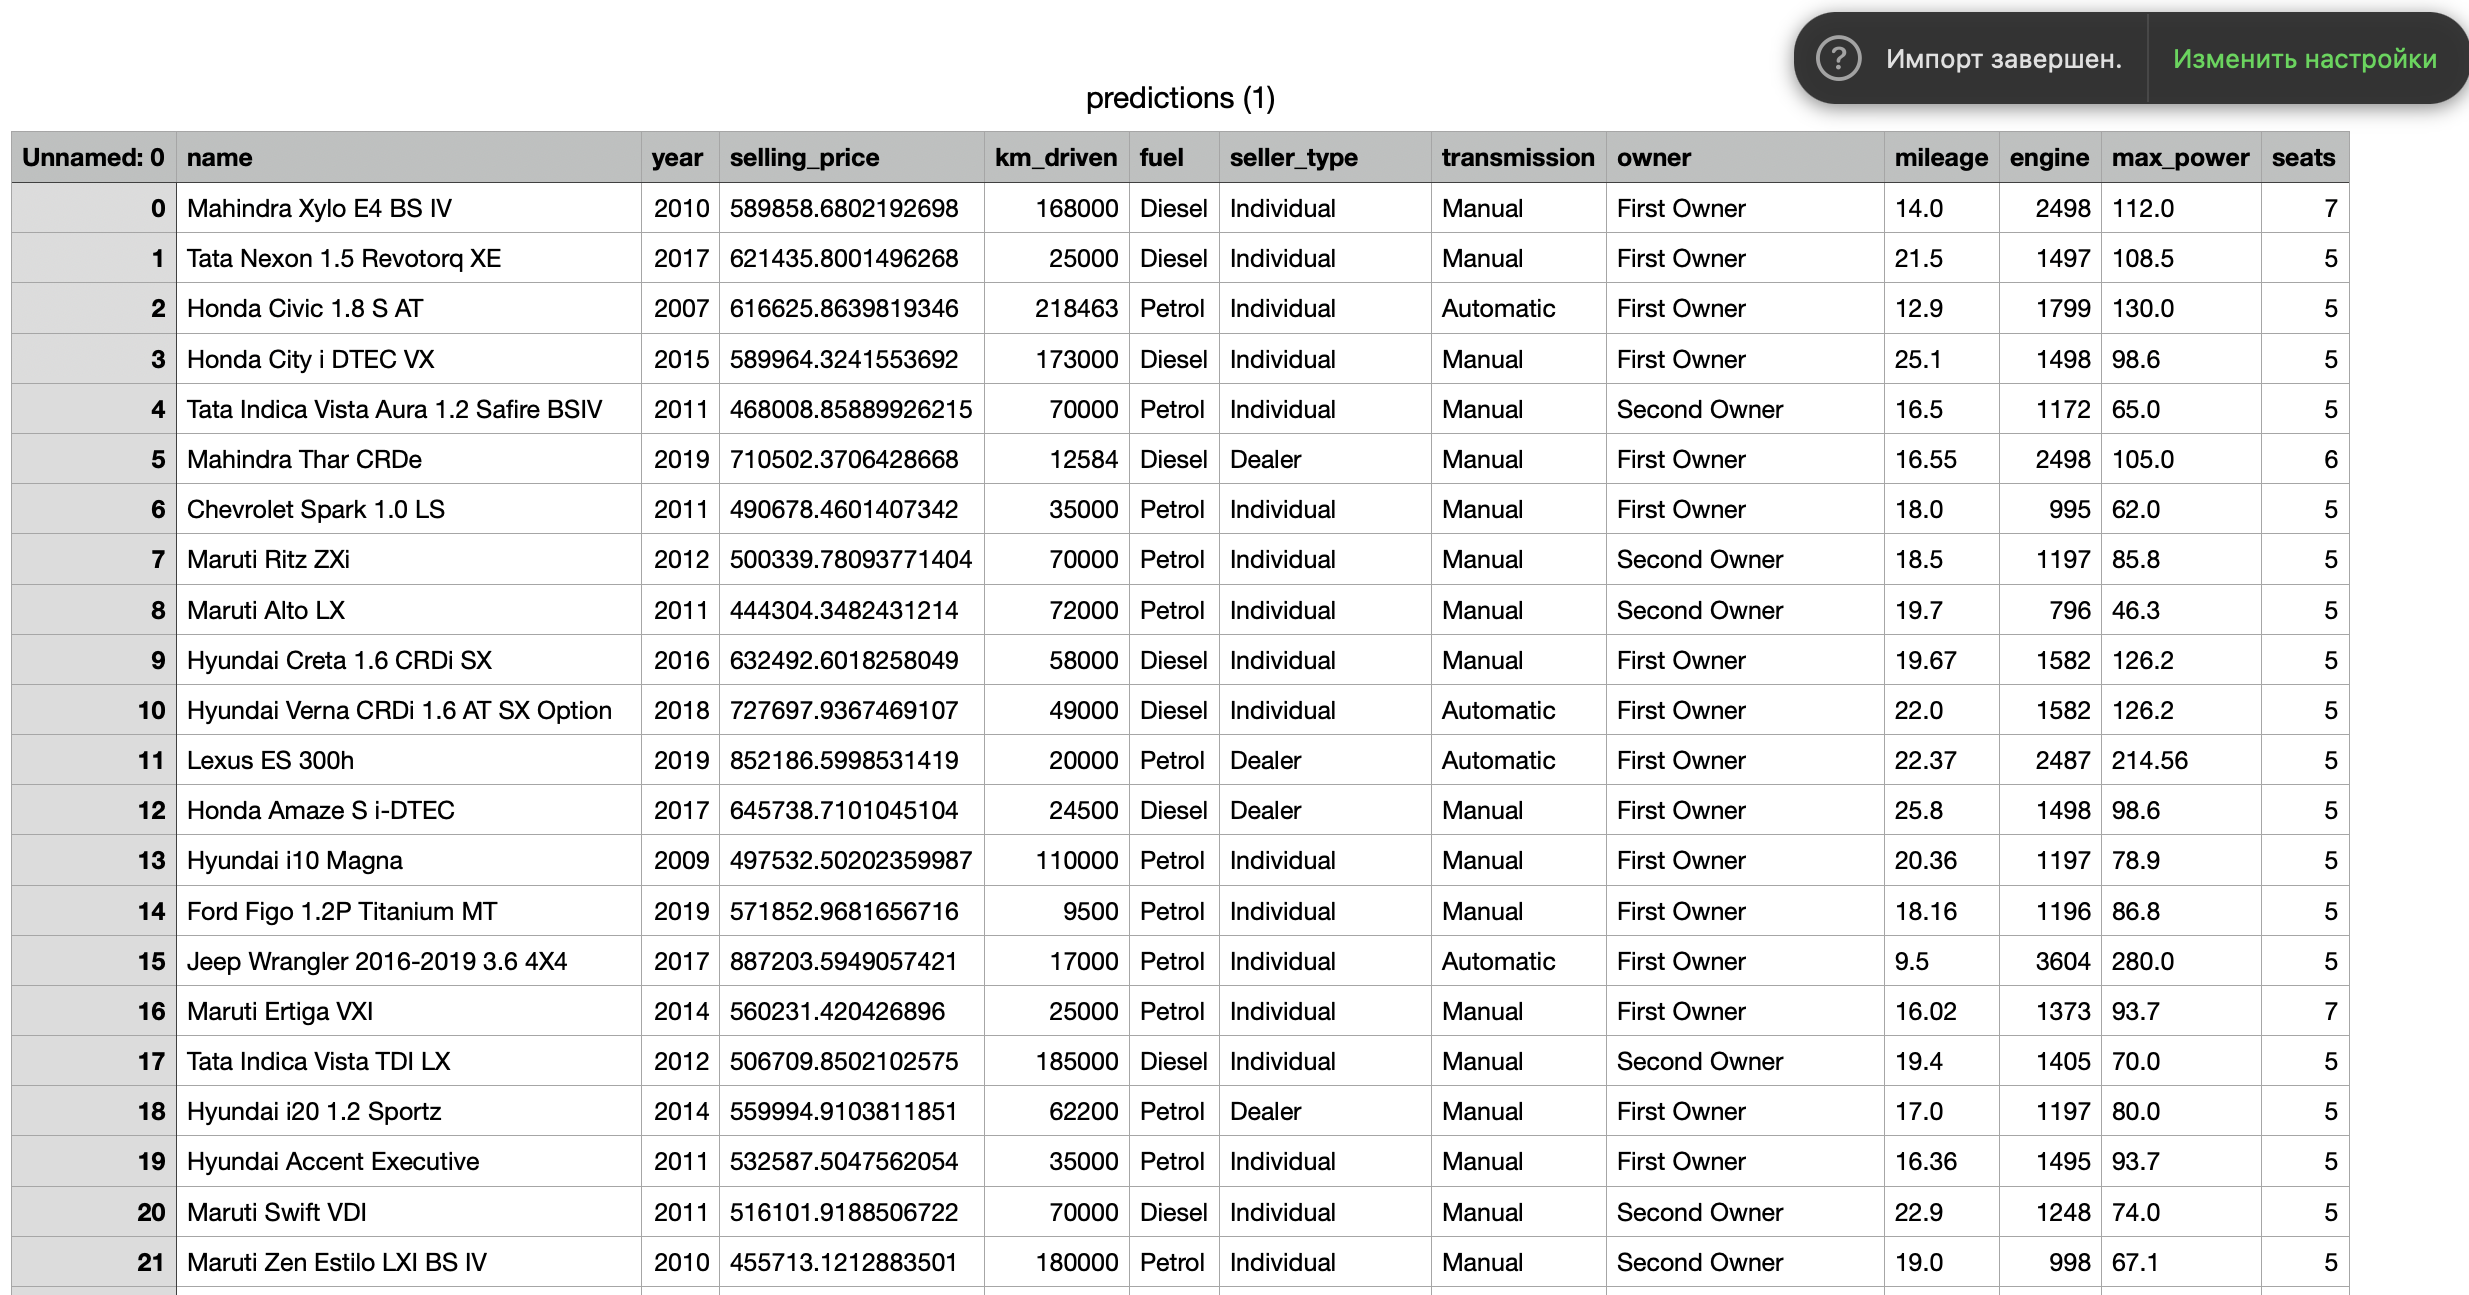 ? Импорт завершен. Изменить настройки
predictions (1)
Unnamed: 0 name year selling_price km_driven fuel seller_type transmission owner mileage engine max_power seats
0 Mahindra Xylo E4 BS IV 2010 589858.6802192698 168000 Diesel Individual Manual First Owner 14.0 2498 112.0 7
1 Tata Nexon 1.5 Revotorq XE 2017 621435.8001496268 25000 Diesel Individual Manual First Owner 21.5 1497 108.5 5
2 Honda Civic 1.8 S AT 2007 616625.8639819346 218463 Petrol Individual Automatic First Owner 12.9 1799 130.0 5
3 Honda City i DTEC VX 2015 589964.3241553692 173000 Diesel Individual Manual First Owner 25.1 1498 98.6 5
4 Tata Indica Vista Aura 1.2 Safire BSIV 2011 468008.85889926215 70000 Petrol Individual Manual Second Owner 16.5 1172 65.0 5
5 Mahindra Thar CRDe 2019 710502.3706428668 12584 Diesel Dealer Manual First Owner 16.55 2498 105.0 6
6 Chevrolet Spark 1.0 LS 2011 490678.4601407342 35000 Petrol Individual Manual First Owner 18.0 995 62.0 5
7 Maruti Ritz ZXi 2012 500339.78093771404 70000 Petrol Individual Manual Second Owner 18.5 1197 85.8 5
8 Maruti Alto LX 2011 444304.3482431214 72000 Petrol Individual Manual Second Owner 19.7 796 46.3 5
9 Hyundai Creta 1.6 CRDi SX 2016 632492.6018258049 58000 Diesel Individual Manual First Owner 19.67 1582 126.2 5
10 Hyundai Verna CRDi 1.6 AT SX Option 2018 727697.9367469107 49000 Diesel Individual Automatic First Owner 22.0 1582 126.2 5
11 Lexus ES 300h 2019 852186.5998531419 20000 Petrol Dealer Automatic First Owner 22.37 2487 214.56 5
12 Honda Amaze S i-DTEC 2017 645738.7101045104 24500 Diesel Dealer Manual First Owner 25.8 1498 98.6 5
13 Hyundai i10 Magna 2009 497532.50202359987 110000 Petrol Individual Manual First Owner 20.36 1197 78.9 5
14 Ford Figo 1.2P Titanium MT 2019 571852.9681656716 9500 Petrol Individual Manual First Owner 18.16 1196 86.8 5
15 Jeep Wrangler 2016-2019 3.6 4X4 2017 887203.5949057421 17000 Petrol Individual Automatic First Owner 9.5 3604 280.0 5
16 Maruti Ertiga VXI 2014 560231.420426896 25000 Petrol Individual Manual First Owner 16.02 1373 93.7 7
17 Tata Indica Vista TDI LX 2012 506709.8502102575 185000 Diesel Individual Manual Second Owner 19.4 1405 70.0 5
18 Hyundai i20 1.2 Sportz 2014 559994.9103811851 62200 Petrol Dealer Manual First Owner 17.0 1197 80.0 5
19 Hyundai Accent Executive 2011 532587.5047562054 35000 Petrol Individual Manual First Owner 16.36 1495 93.7 5
20 Maruti Swift VDI 2011 516101.9188506722 70000 Diesel Individual Manual Second Owner 22.9 1248 74.0 5
21 Maruti Zen Estilo LXI BS IV 2010 455713.1212883501 180000 Petrol Individual Manual Second Owner 19.0 998 67.1 5